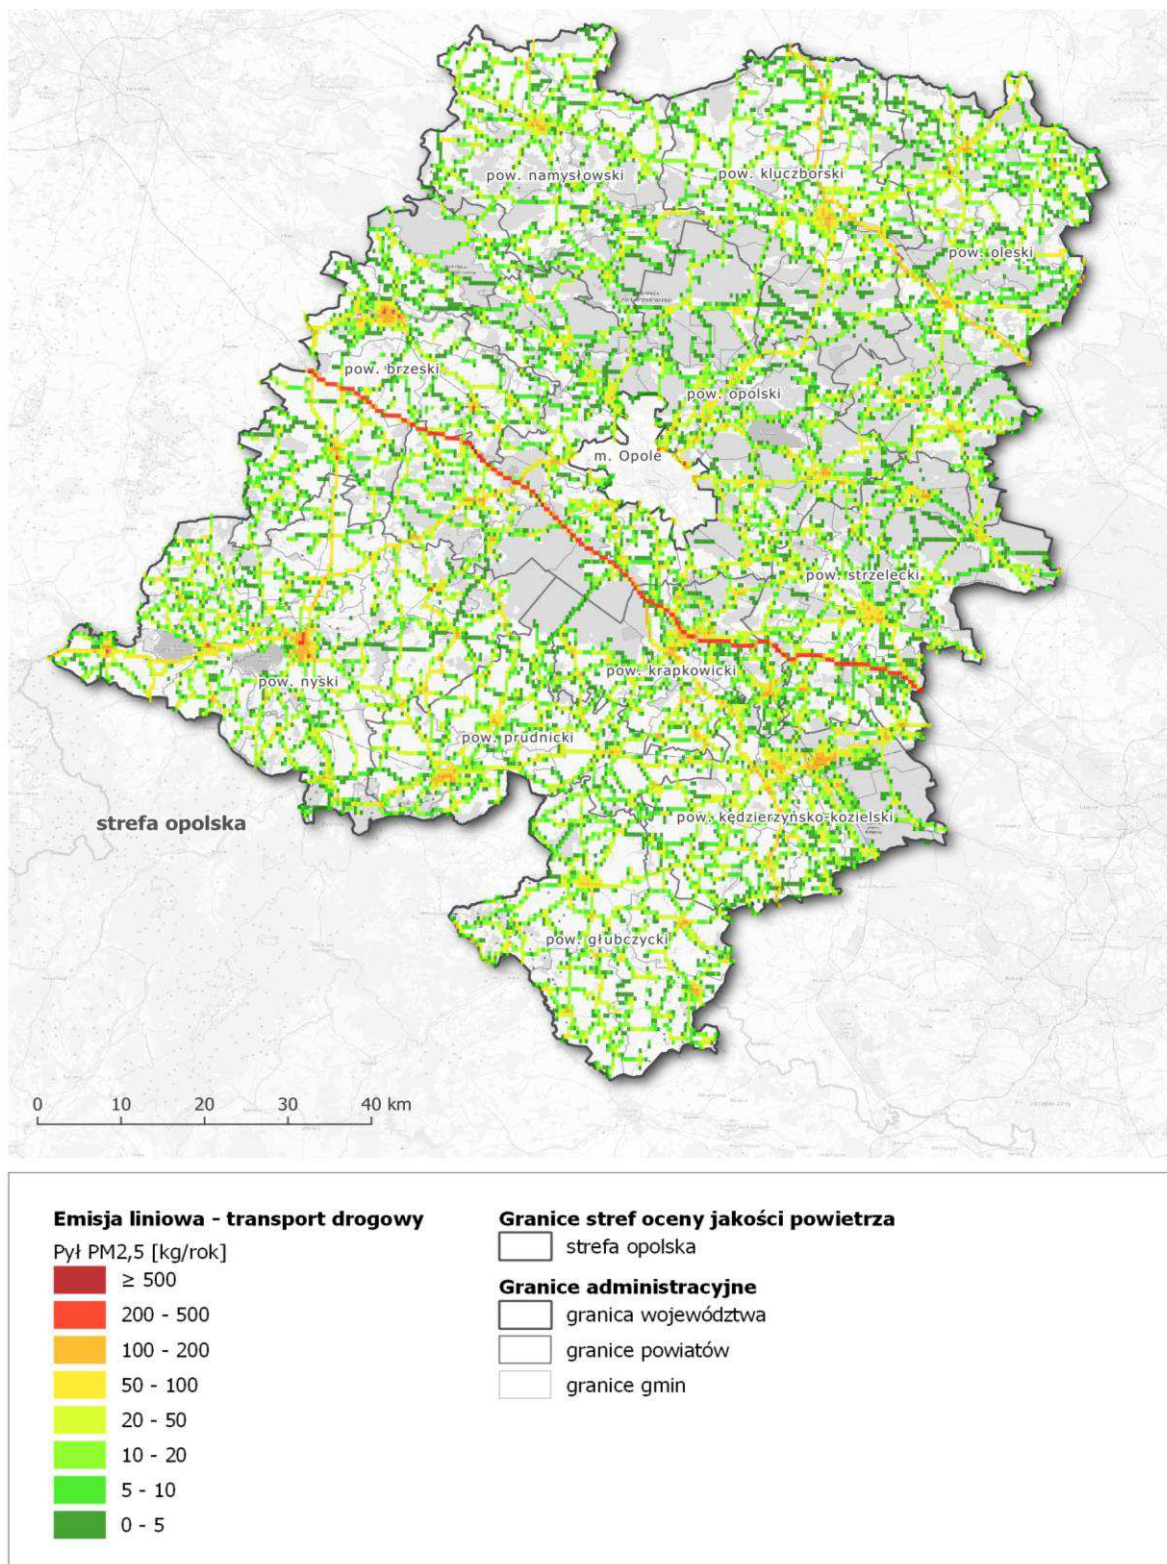 pow. namysłowski
pow. kluczborski
pow. oleski
pow. brzeski
pow. opolski
m. Opole
pow. strzelecki
pow. nyski
pow. krapkowicki
pow. prudnicki
strefa opolska
pow. kędzierzyńsko-kozielski
pow. głubczycki
0 10 20 30 40 km
Emisja liniowa - transport drogowy
Pył PM2,5 [kg/rok]
≥ 500
200 - 500
100 - 200
50 - 100
20 - 50
10 - 20
5 - 10
0 - 5
Granice stref oceny jakości powietrza
strefa opolska
Granice administracyjne
granica województwa
granice powiatów
granice gmin